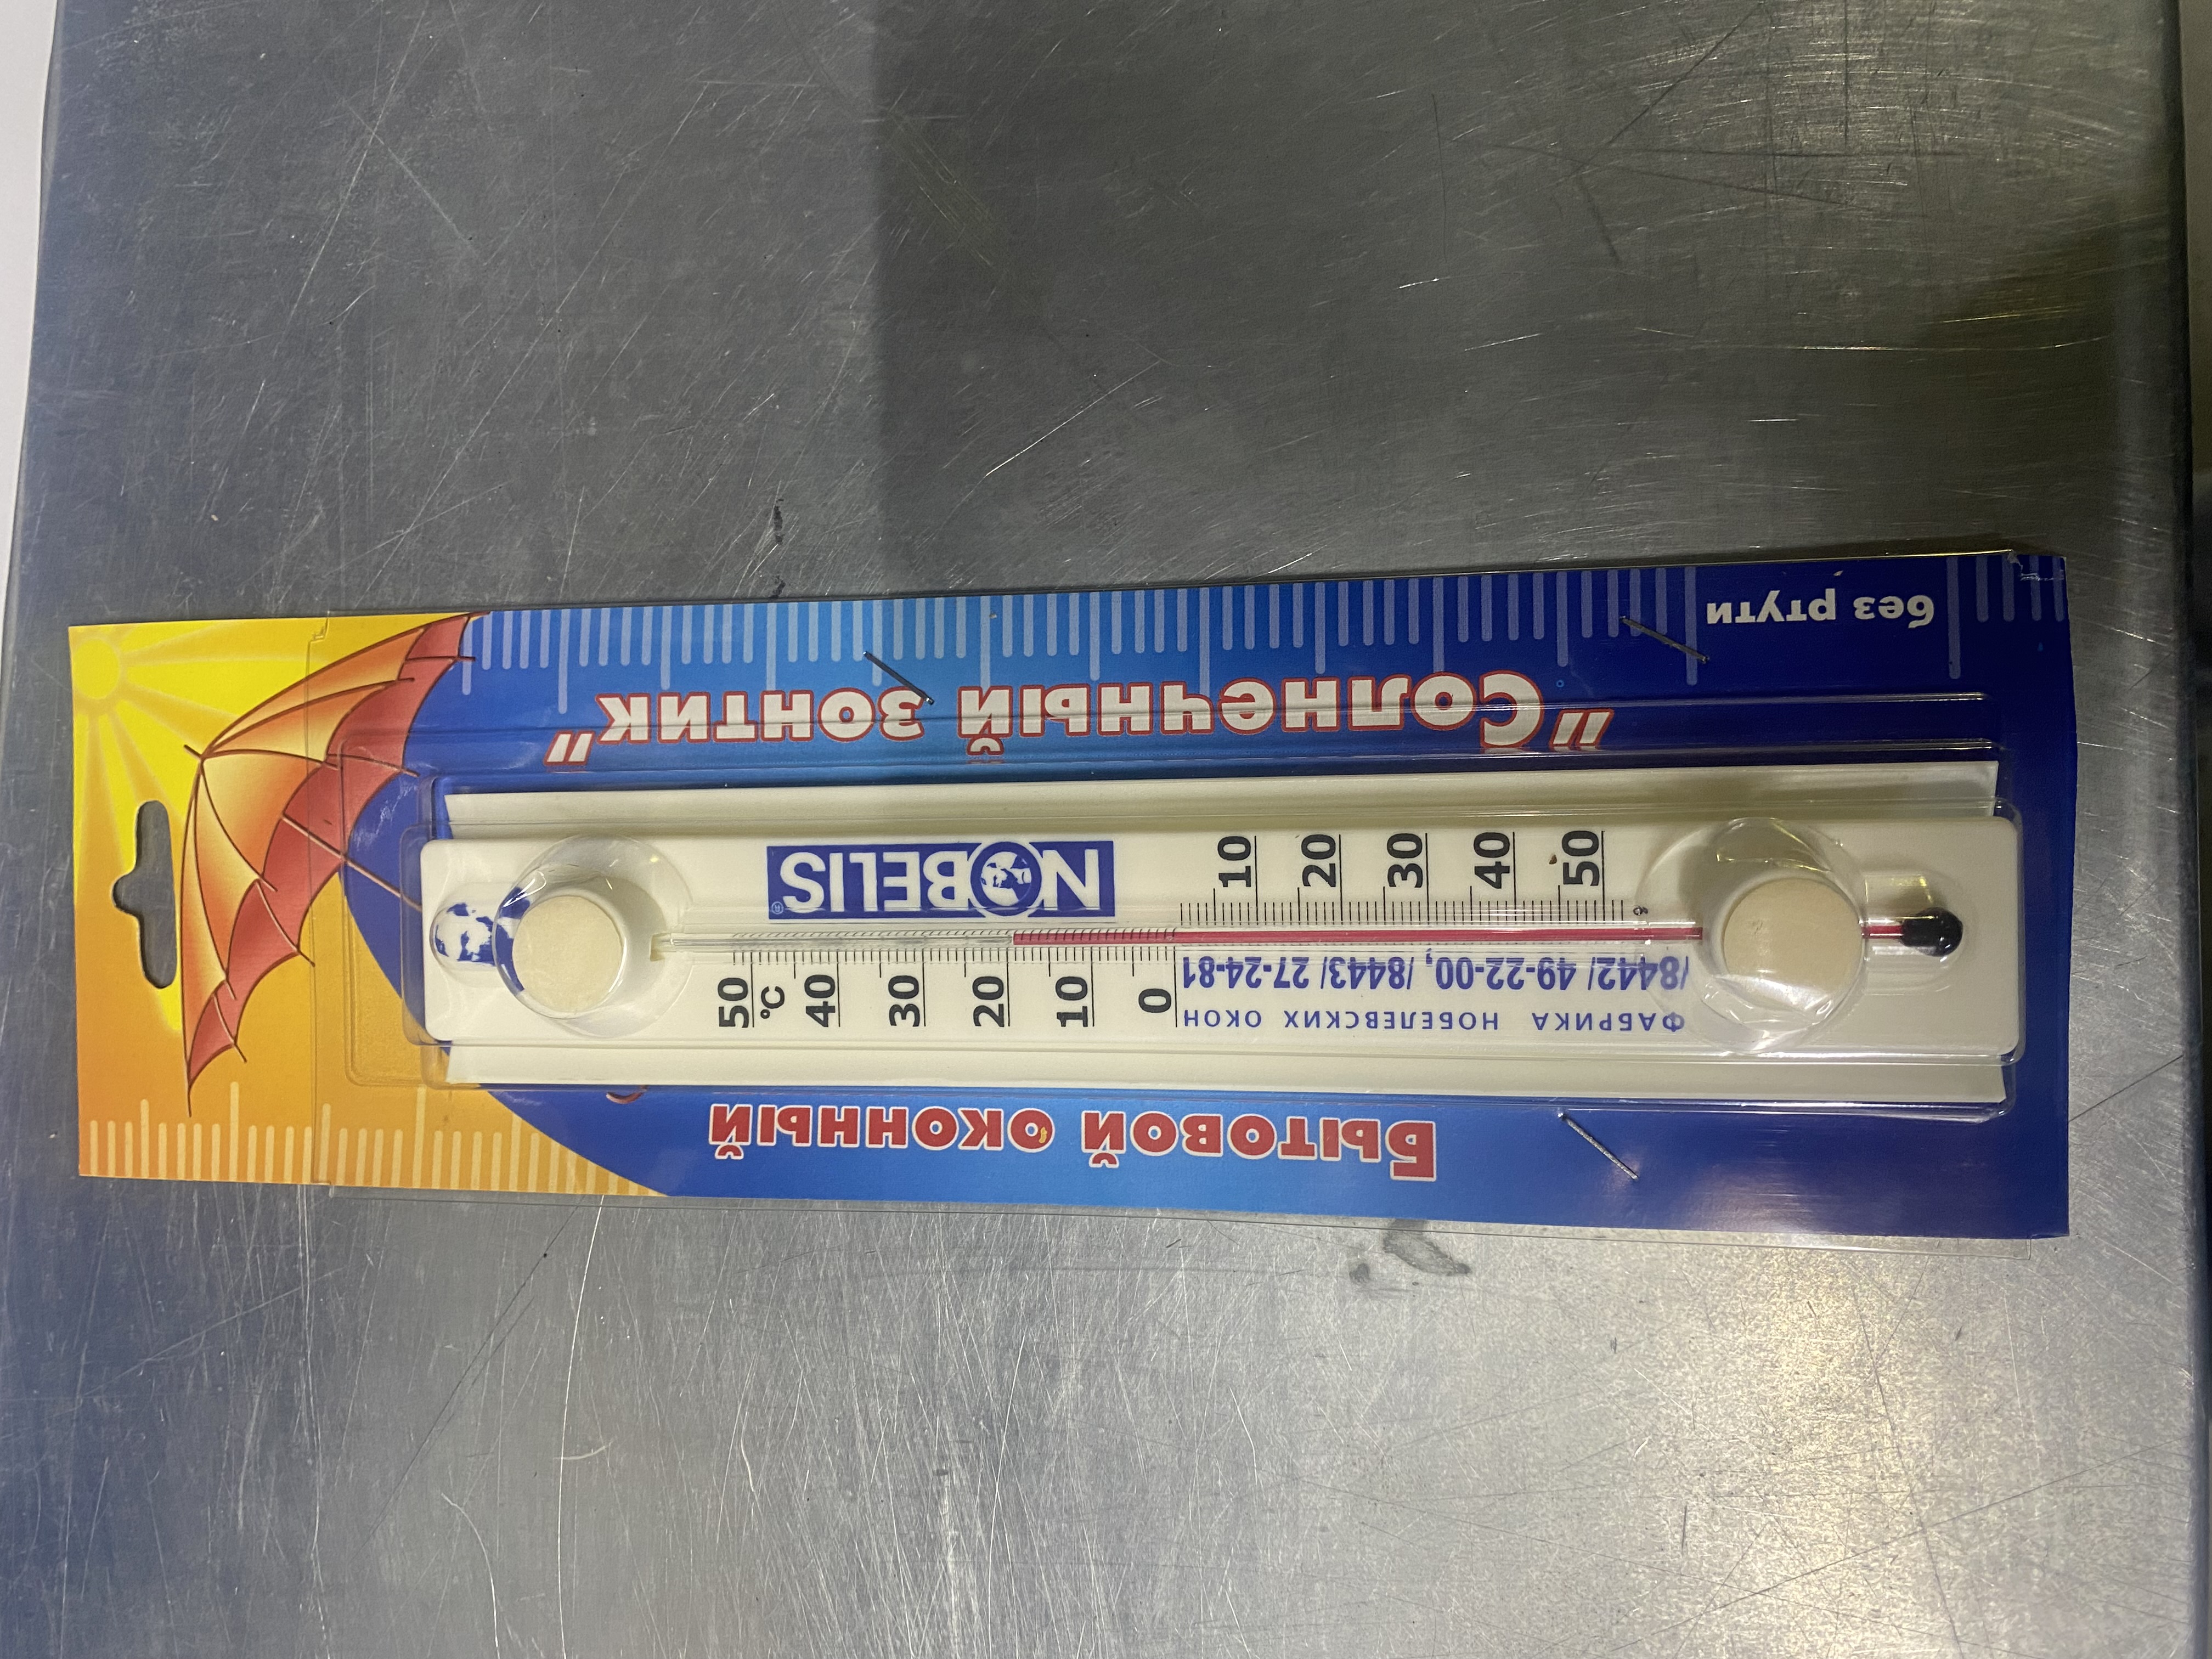 "Солнечный зонтик"
без ртути
NOBELIS®
50
°C
40
30
20
10
0
10
20
30
40
50
ФАБРИКА НОБЕЛЕВСКИХ ОКОН
/8442/ 49-22-00, /8443/ 27-24-81
Бытовой оконный